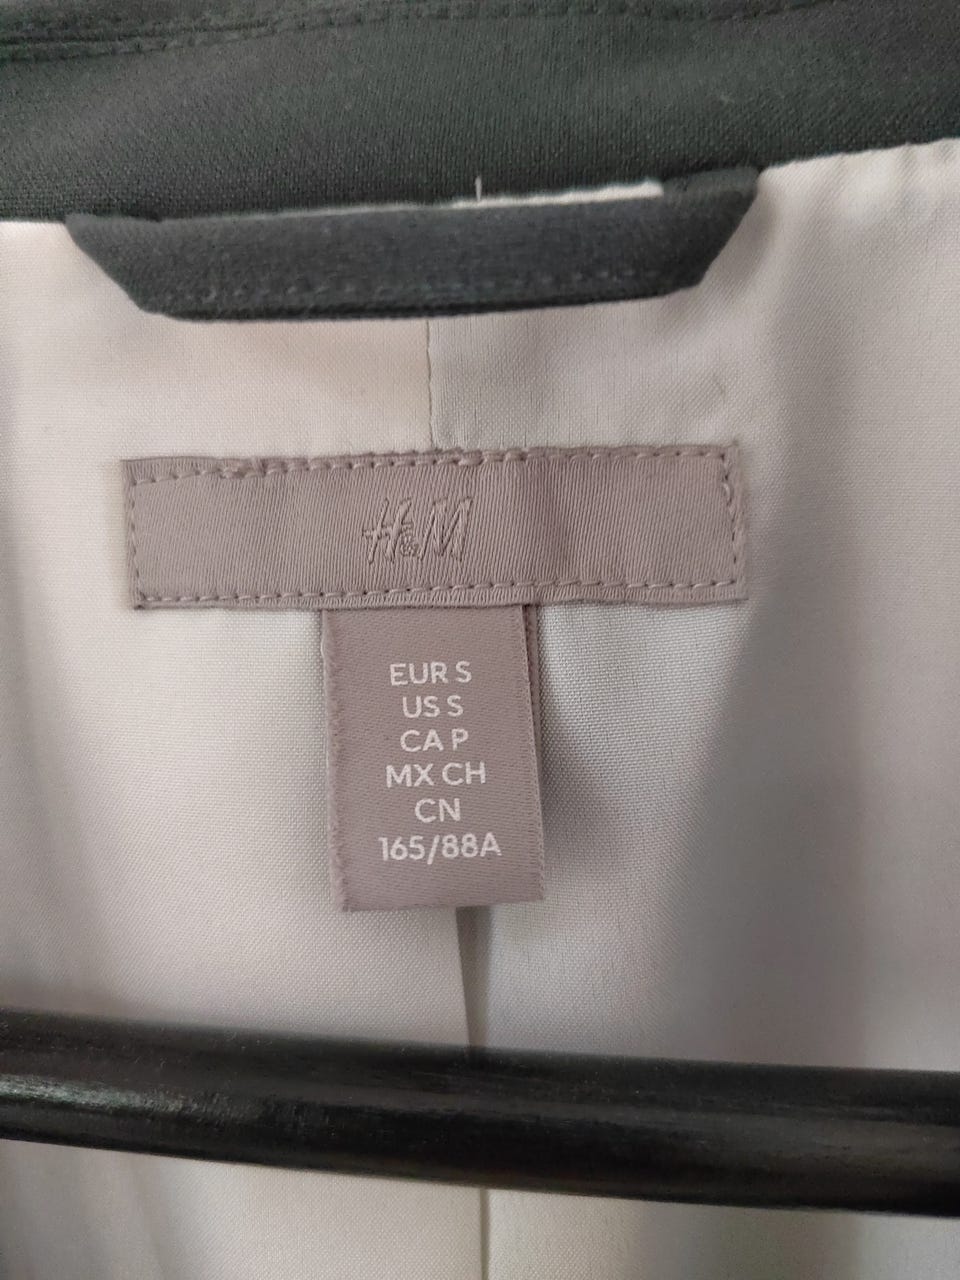 H&M
EUR S
US S
CA P
MX CH
CN
165/88A